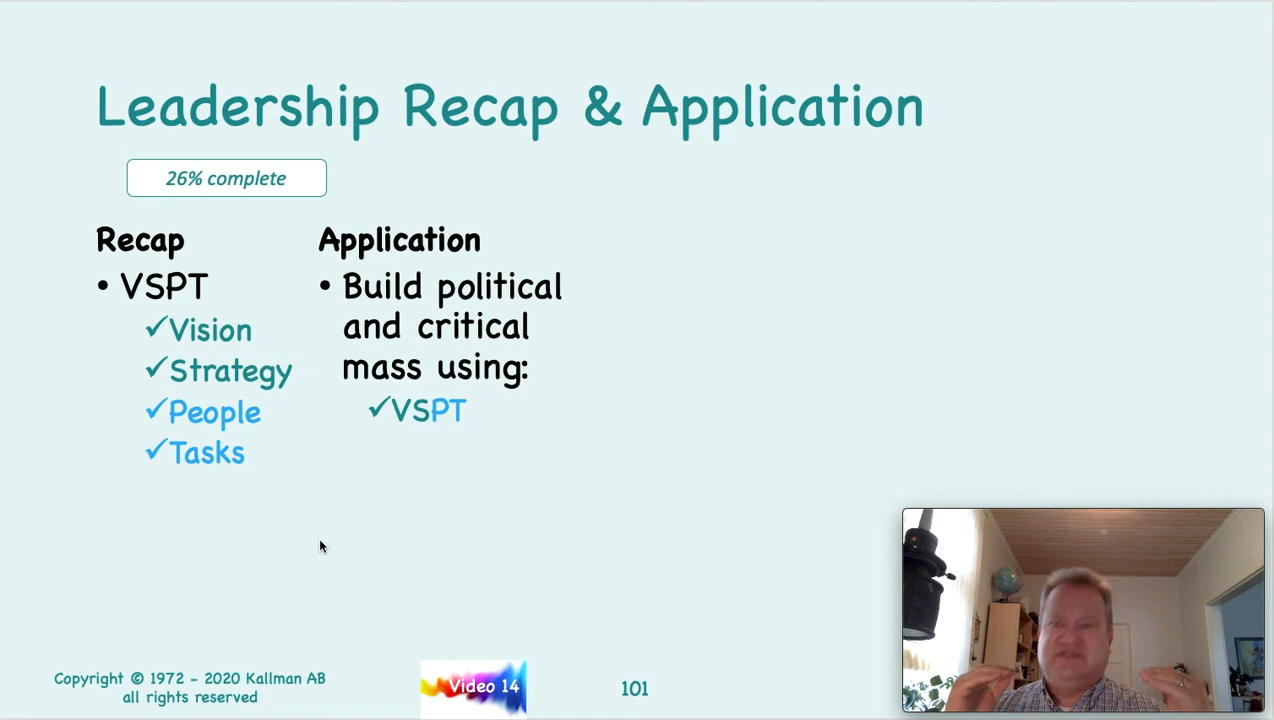 Leadership Recap & Application
26% complete
Recap
• VSPT
✓Vision
✓Strategy
✓People
✓Tasks
Application
• Build political
and critical
mass using:
✓VSPT
Copyright © 1972 - 2020 Kallman AB
all rights reserved
Video 14
101